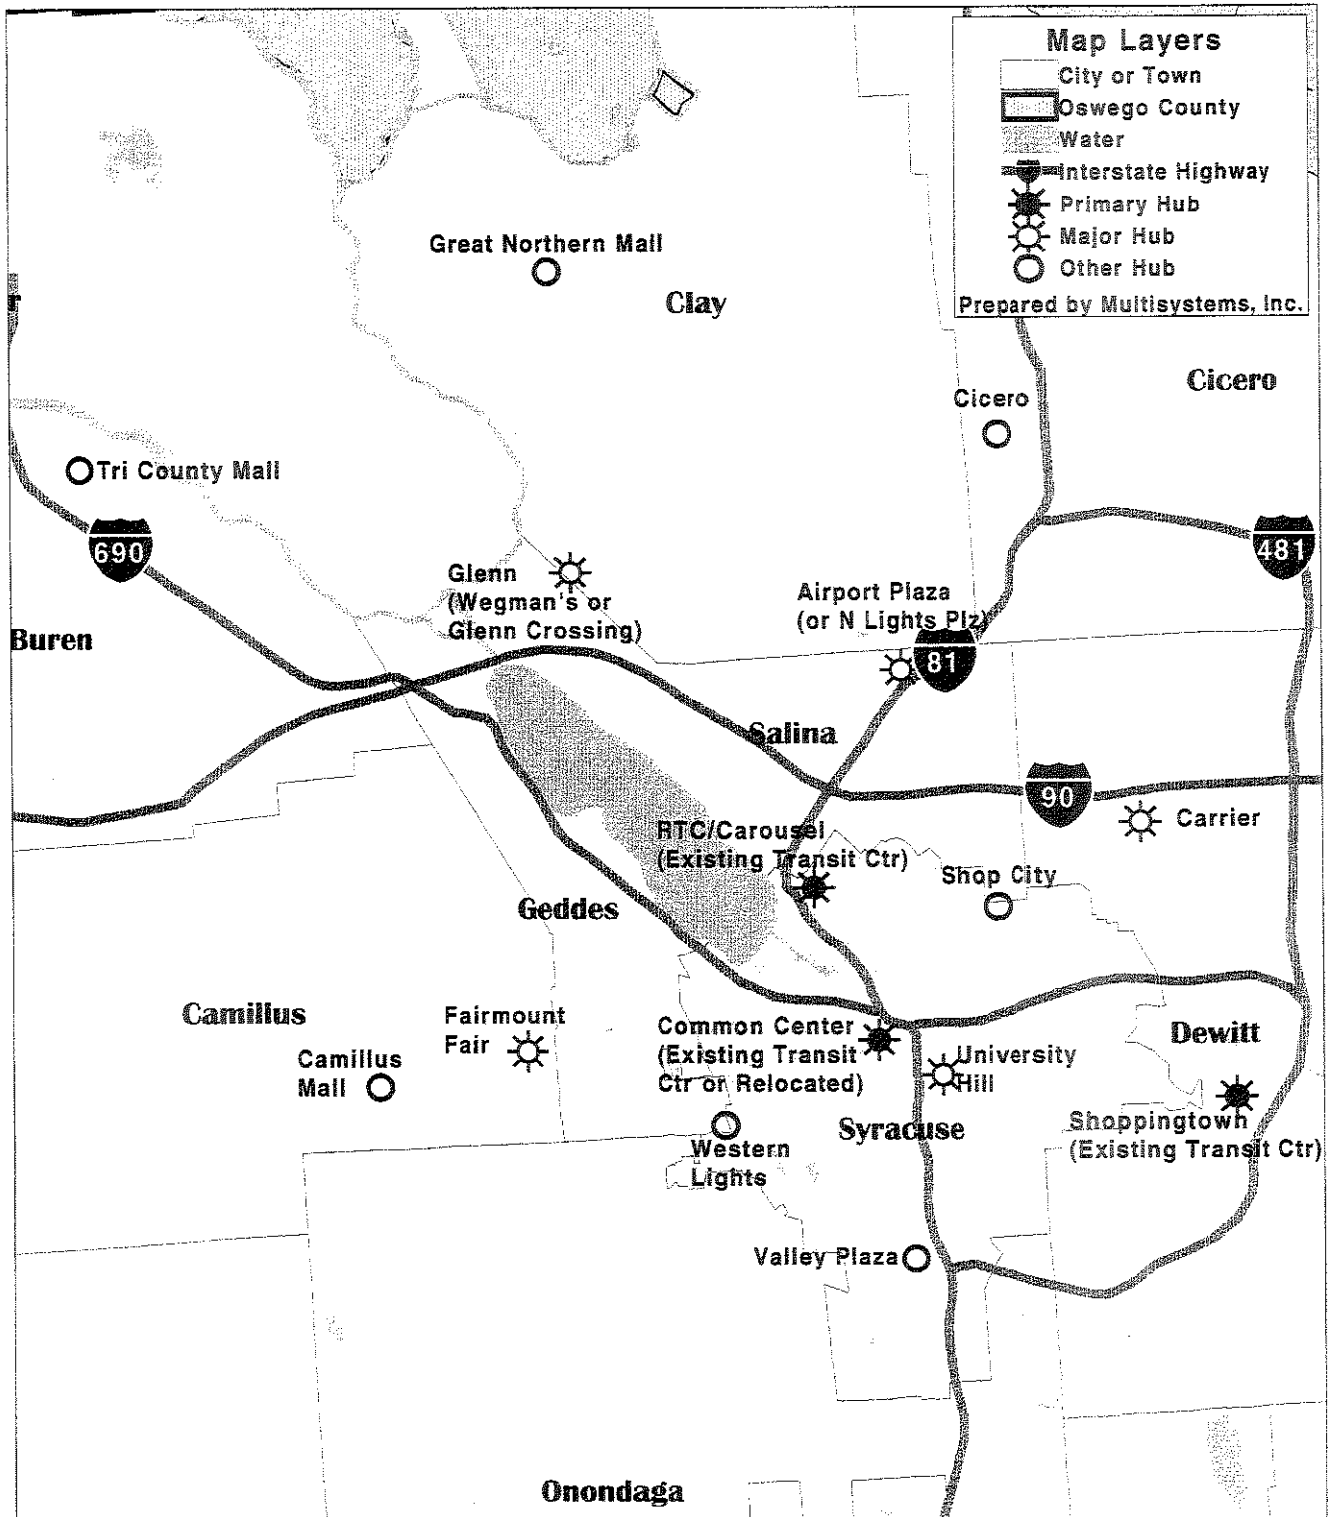 Map Layers
City or Town
Oswego County
Water
Interstate Highway
Primary Hub
Major Hub
Other Hub
Prepared by Multisystems, Inc.
Great Northern Mall
Clay
r
Cicero
Cicero
Tri County Mall
690
481
Glenn
(Wegman's or
Glenn Crossing)
Airport Plaza
(or N Lights Plz)
Buren
81
Salina
90
Carrier
RTC/Carousel
(Existing Transit Ctr)
Shop City
Geddes
Camillus
Fairmount
Fair
Camillus
Mall
Common Center
(Existing Transit
Ctr or Relocated)
University
Hill
Dewitt
Syracuse
Shoppingtown
(Existing Transit Ctr)
Western
Lights
Valley Plaza
Onondaga